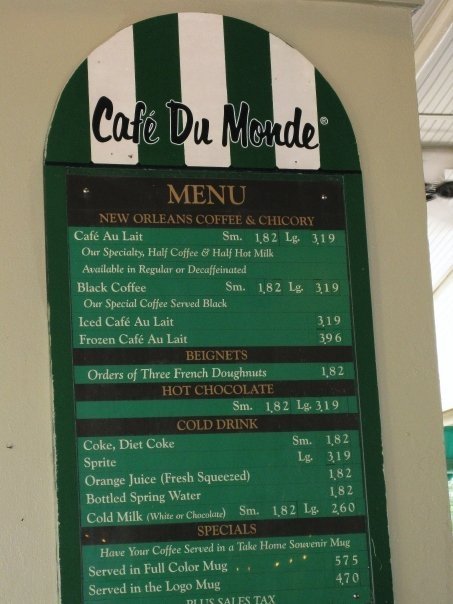 Café Du Monde®
MENU
NEW ORLEANS COFFEE & CHICORY
Café Au Lait Sm. 1.82 Lg. 3.19
Our Specialty, Half Coffee & Half Hot Milk
Available in Regular or Decaffeinated
Black Coffee Sm. 1.82 Lg. 3.19
Our Special Coffee Served Black
Iced Café Au Lait 3.19
Frozen Café Au Lait 3.96
BEIGNETS
Orders of Three French Doughnuts 1.82
HOT CHOCOLATE
Sm. 1.82 Lg. 3.19
COLD DRINK
Coke, Diet Coke Sm. 1.82
Sprite Lg. 3.19
Orange Juice (Fresh Squeezed) 1.82
Bottled Spring Water 1.82
Cold Milk (White or Chocolate) Sm. 1.82 Lg. 2.60
SPECIALS
Have Your Coffee Served in a Take Home Souvenir Mug
Served in Full Color Mug 5.75
Served in the Logo Mug 4.70
PLUS SALES TAX